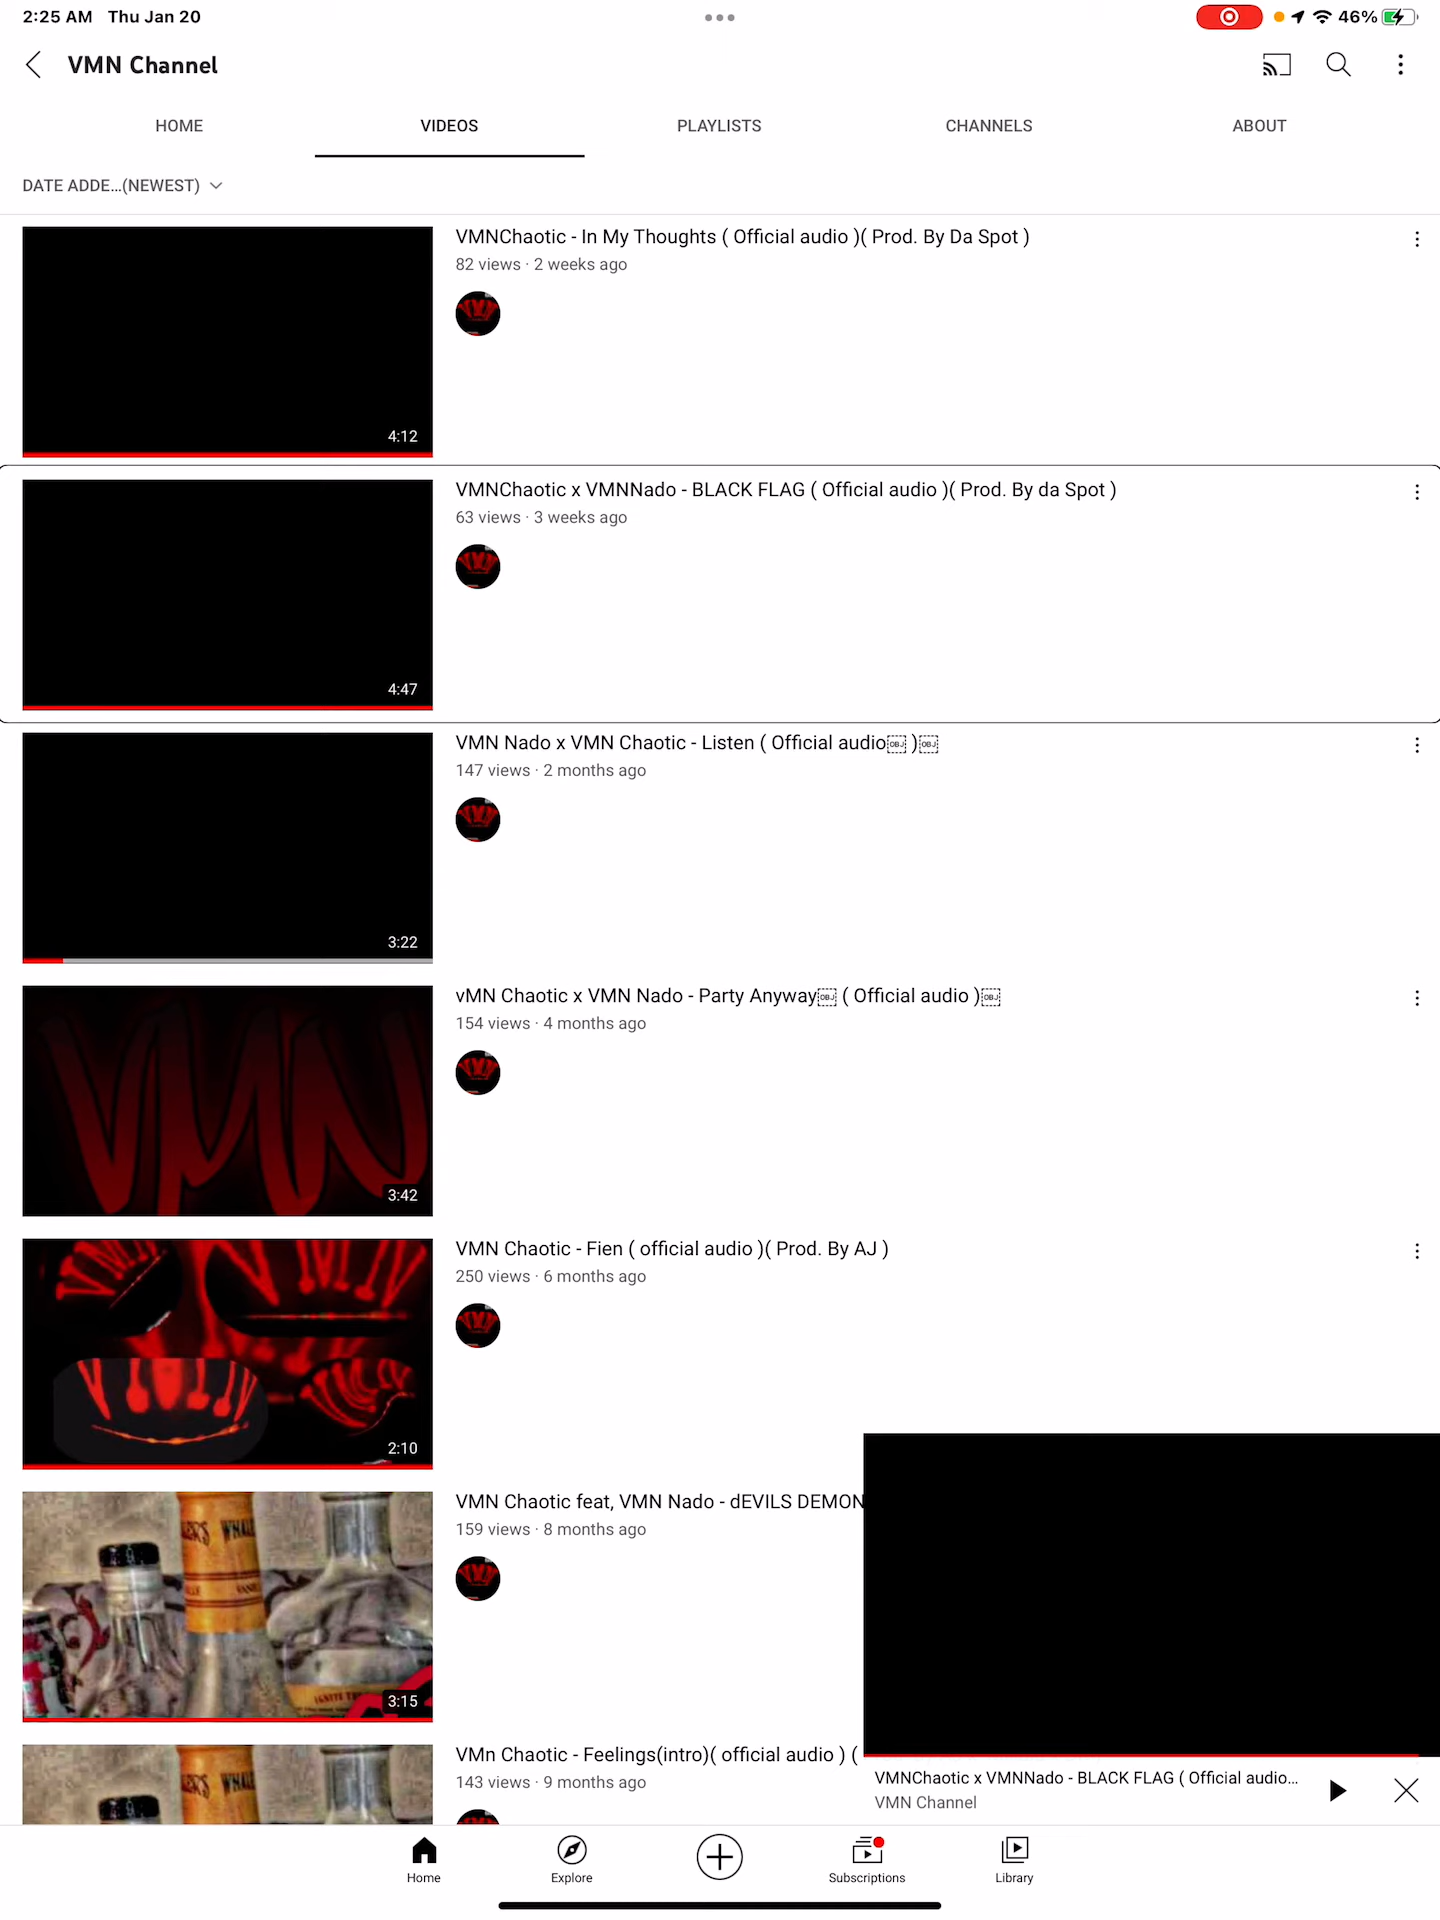 2:25 AM Thu Jan 20
46%
VMN Channel
HOME
VIDEOS
PLAYLISTS
CHANNELS
ABOUT
DATE ADDE...(NEWEST)
VMNChaotic - In My Thoughts ( Official audio )( Prod. By Da Spot )
82 views · 2 weeks ago
4:12
VMNChaotic x VMNNado - BLACK FLAG ( Official audio )( Prod. By da Spot )
63 views · 3 weeks ago
4:47
VMN Nado x VMN Chaotic - Listen ( Official audio￼ )￼
147 views · 2 months ago
3:22
vMN Chaotic x VMN Nado - Party Anyway￼ ( Official audio )￼
154 views · 4 months ago
VMN
3:42
VMN Chaotic - Fien ( official audio )( Prod. By AJ )
250 views · 6 months ago
2:10
VMN Chaotic feat, VMN Nado - dEVILS DEMON
159 views · 8 months ago
3:15
VMn Chaotic - Feelings(intro)( official audio ) (
143 views · 9 months ago
VMNChaotic x VMNNado - BLACK FLAG ( Official audio...
VMN Channel
Home
Explore
Subscriptions
Library